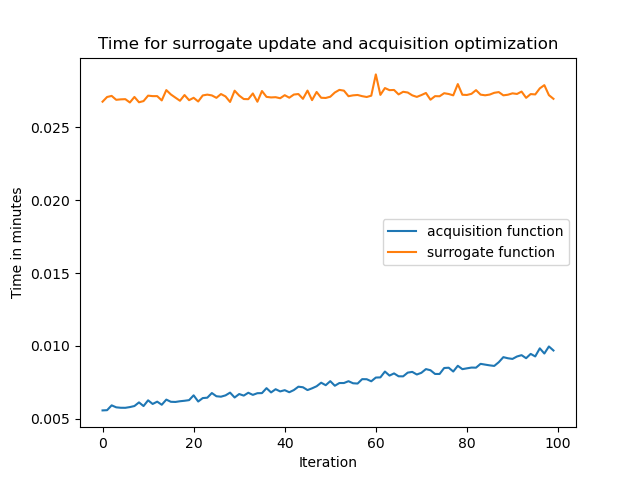 Time for surrogate update and acquisition optimization
Time in minutes
0.025
0.020
0.015
0.010
0.005
acquisition function
surrogate function
0 20 40 60 80 100
Iteration